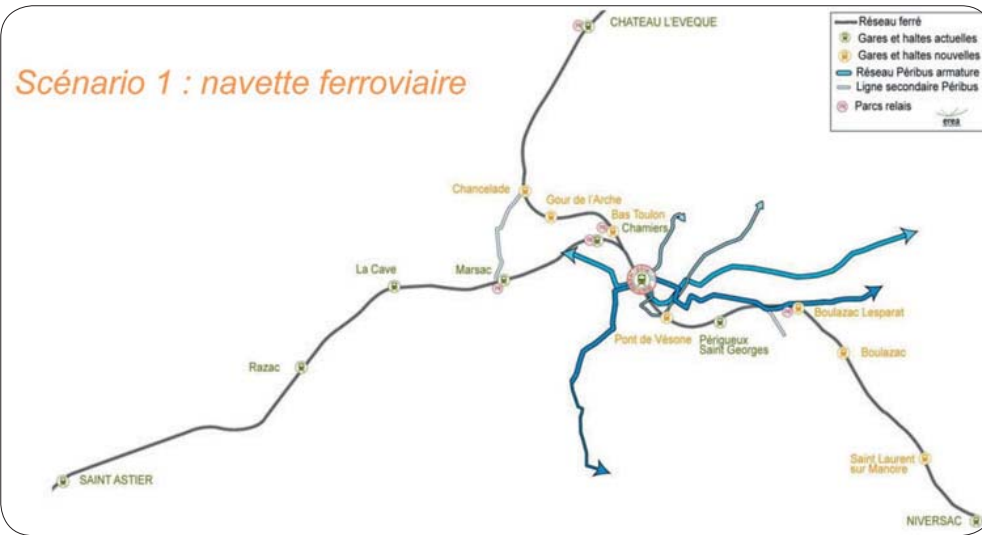 CHATEAU L'EVEQUE
Réseau ferré
Gares et haltes actuelles
Gares et haltes nouvelles
Réseau Péribus armature
Ligne secondaire Péribus
Parcs relais
erea
Scénario 1 : navette ferroviaire
Chancelade
Gour de l'Arche
Bas Toulon
Chamiers
La Cave
Marsac
Boulazac Lesparat
Pont de Vésone
Périgueux
Saint Georges
Boulazac
Razac
Saint Laurent
sur Manoire
SAINT ASTIER
NIVERSAC